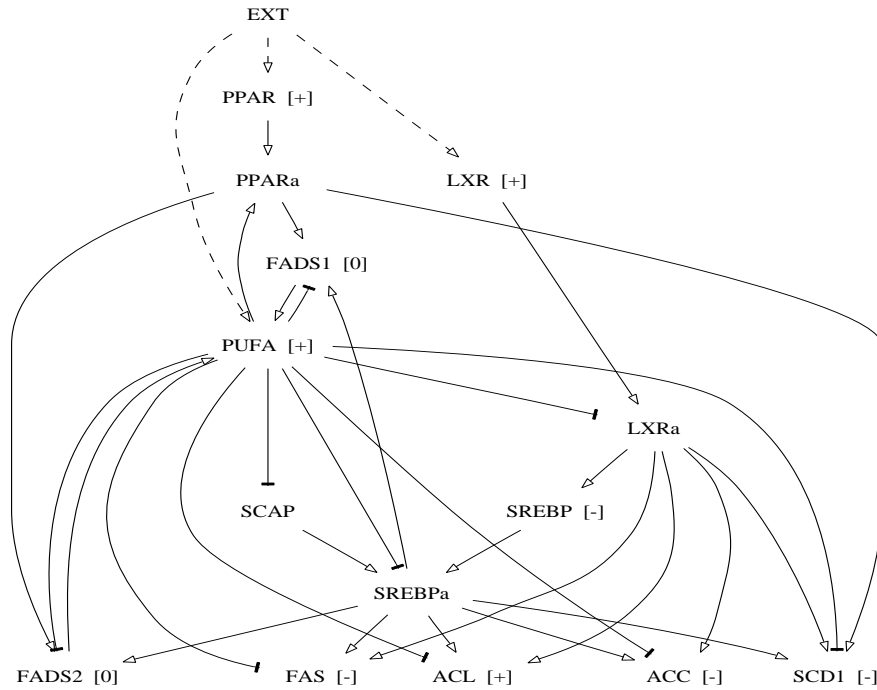 EXT
PPAR [+]
PPARa
LXR [+]
FADS1 [0]
PUFA [+]
LXRa
SCAP
SREBP [-]
SREBPa
FADS2 [0]
FAS [-]
ACL [+]
ACC [-]
SCD1 [-]